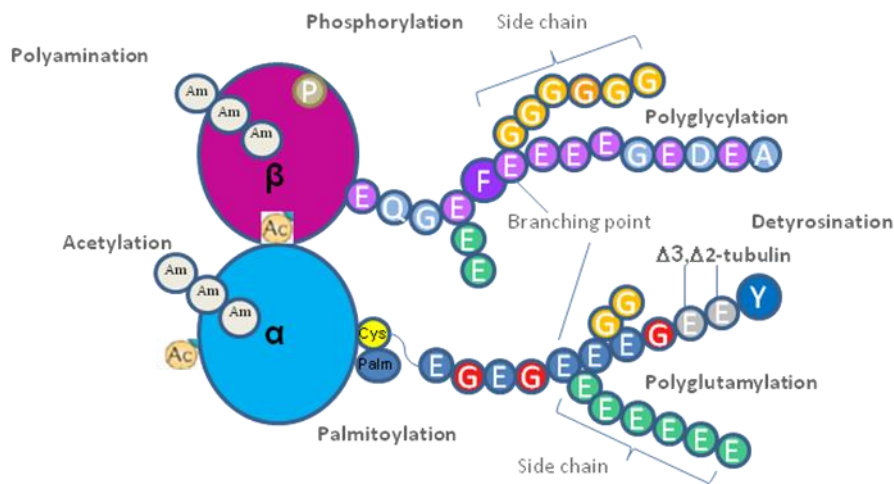 Phosphorylation
Side chain
Polyamination
Am
Am
Am
P
G G G G G G
Polyglycylation
β
E Q G E F E E E E G E D E A
E
E
Branching point
Detyrosination
Ac
Acetylation
Δ3,Δ2-tubulin
Am
Am
Am
Ac
α
Cys
Palm
G G
E G E G E E E G E E Y
E E E E E E
Polyglutamylation
Palmitoylation
Side chain